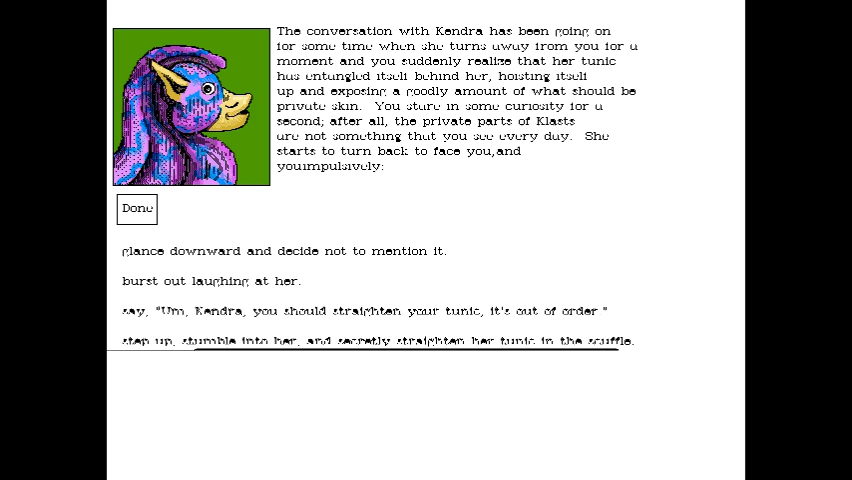 The conversation with Kendra has been going on
for some time when she turns away from you for a
moment and you suddenly realize that her tunic
has entangled itself behind her, hoisting itself
up and exposing a goodly amount of what should be
private skin. You stare in some curiosity for a
second; after all, the private parts of Klasts
are not something that you see every day. She
starts to turn back to face you,and
youimpulsively:
Done
glance downward and decide not to mention it.
burst out laughing at her.
say, "Um, Kendra, you should straighten your tunic, it's out of order "
step up, stumble into her, and secretly straighten her tunic in the scuffle.